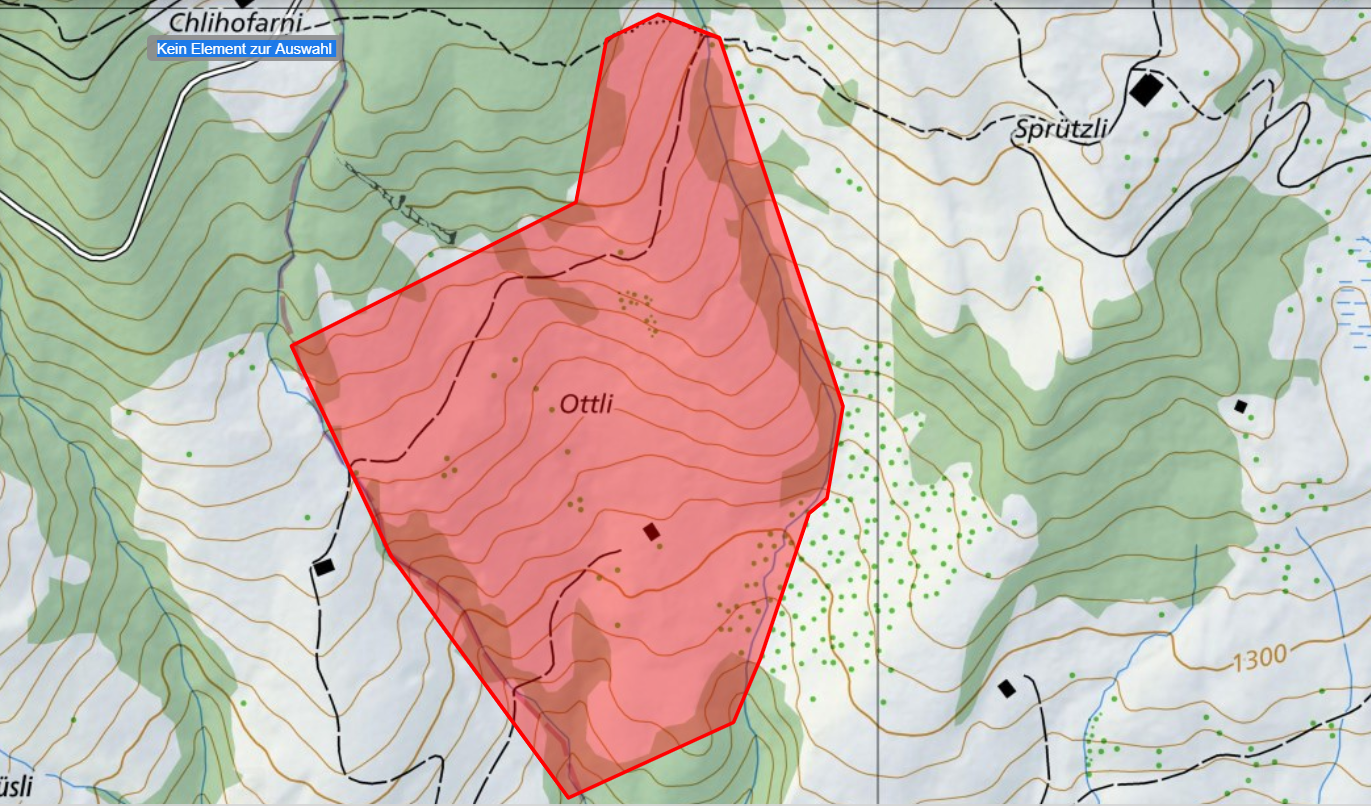 Chlihofarni
Kein Element zur Auswahl
Sprützli
Ottli
1300
üsli